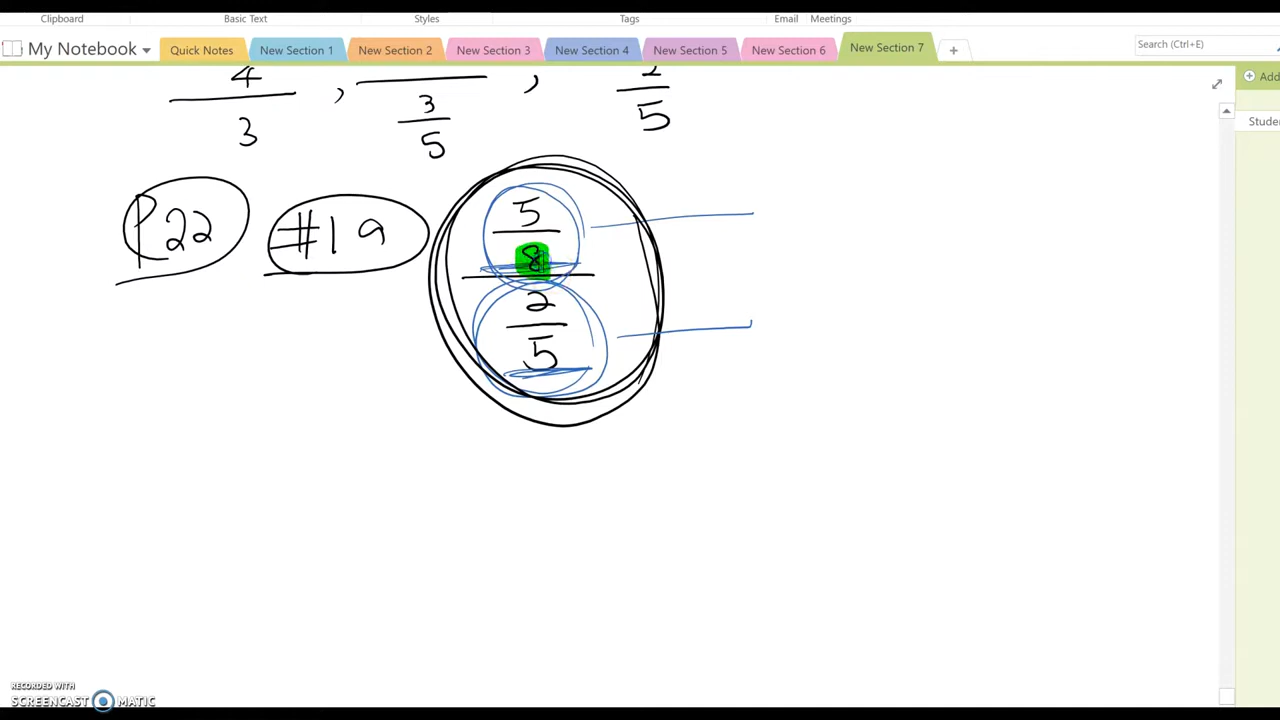 Clipboard Basic Text Styles Tags Email Meetings
My Notebook Quick Notes New Section 1 New Section 2 New Section 3 New Section 4 New Section 5 New Section 6 New Section 7 + Search (Ctrl+E)
Add
Stude
4
3
,
3
5
,
5
P22 #1a
5
8
2
5
RECORDED WITH
SCREENCAST MATIC